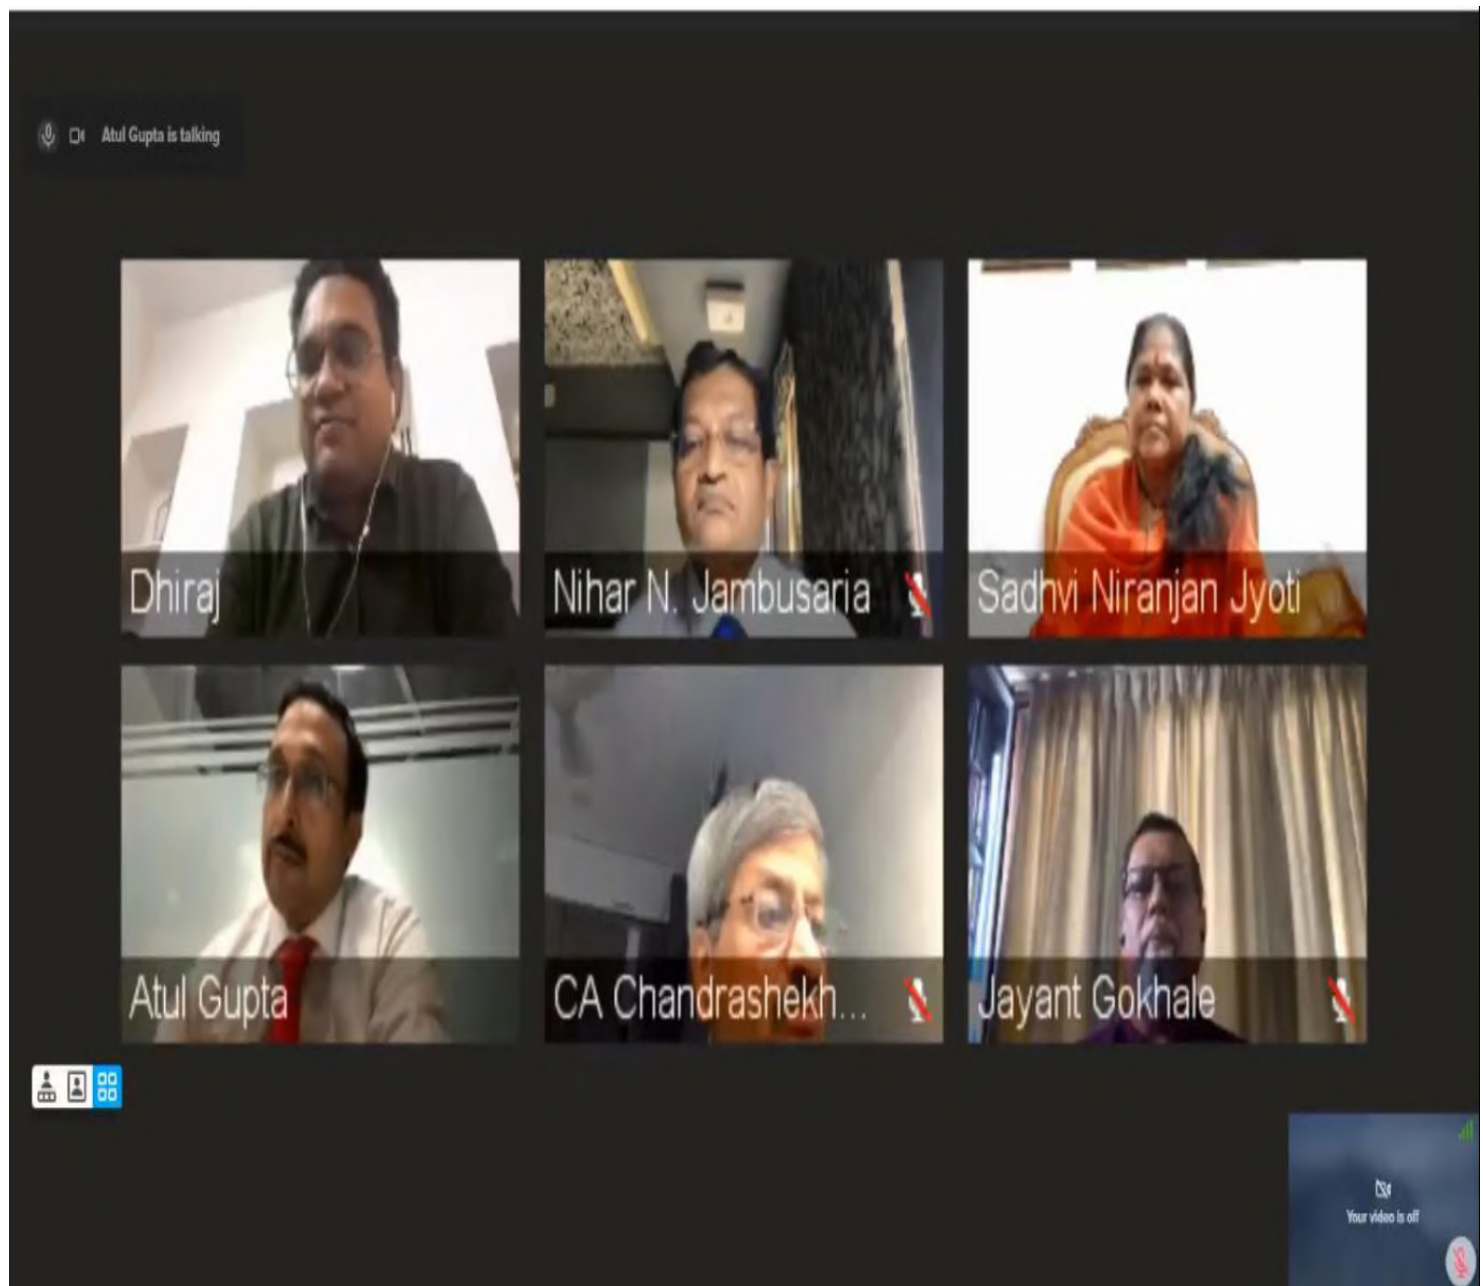 Atul Gupta is talking
Dhiraj
Nihar N. Jambusaria
Sadhvi Niranjan Jyoti
Atul Gupta
CA Chandrashekh...
Jayant Gokhale
Your video is off